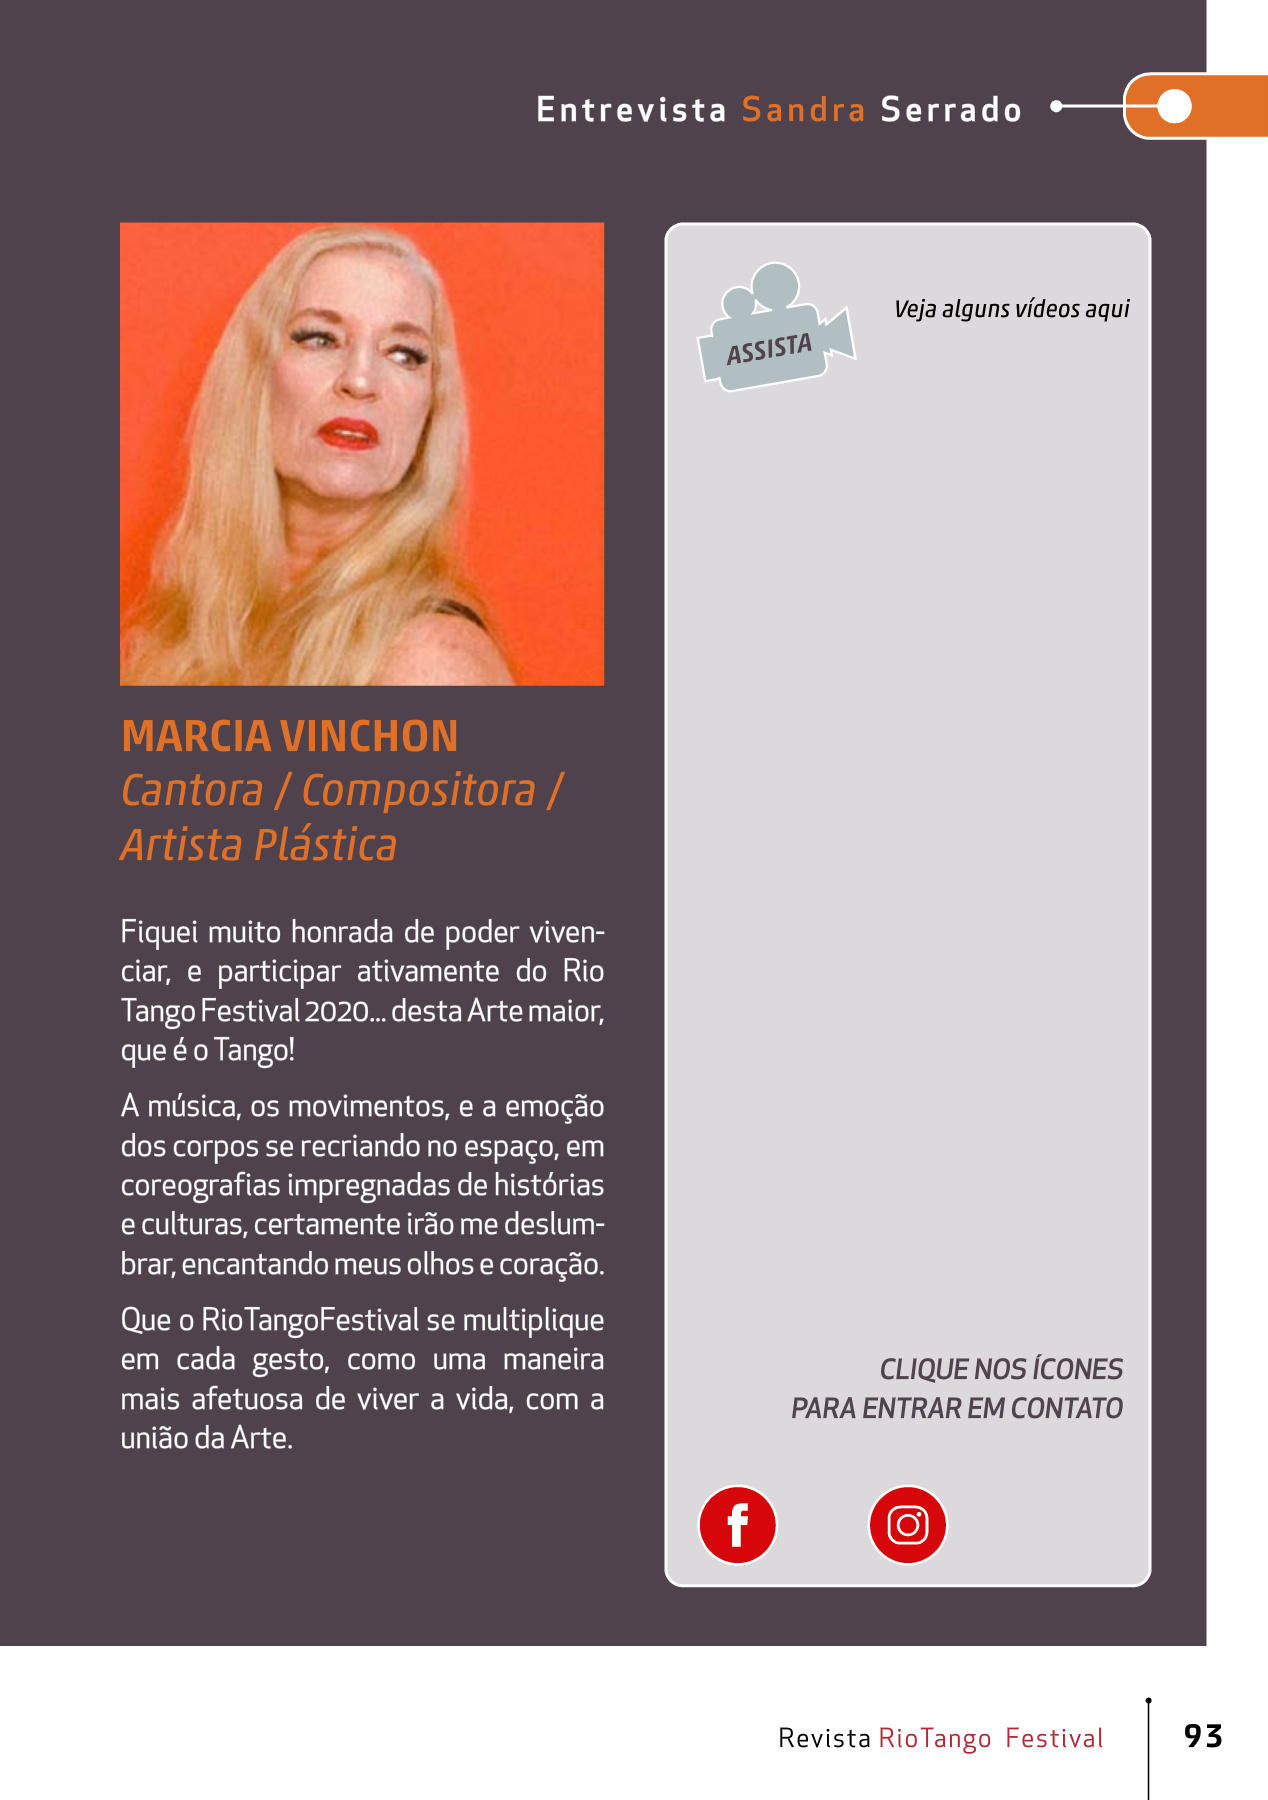 Entrevista Sandra Serrado
MARCIA VINCHON
Cantora / Compositora /
Artista Plástica
Fiquei muito honrada de poder viven-
ciar, e participar ativamente do Rio
Tango Festival 2020... desta Arte maior,
que é o Tango!
A música, os movimentos, e a emoção
dos corpos se recriando no espaço, em
coreografias impregnadas de histórias
e culturas, certamente irão me deslum-
brar, encantando meus olhos e coração.
Que o RioTangoFestival se multiplique
em cada gesto, como uma maneira
mais afetuosa de viver a vida, com a
união da Arte.
ASSISTA
Veja alguns vídeos aqui
CLIQUE NOS ÍCONES
PARA ENTRAR EM CONTATO
Revista RioTango Festival
93